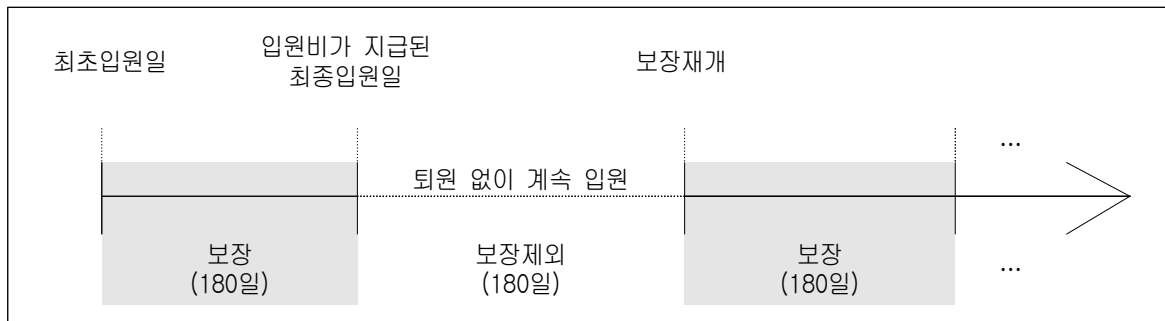 최초입원일
입원비가 지급된
최종입원일
보장재개
...
퇴원 없이 계속 입원
보장
(180일)
보장제외
(180일)
보장
(180일)
...